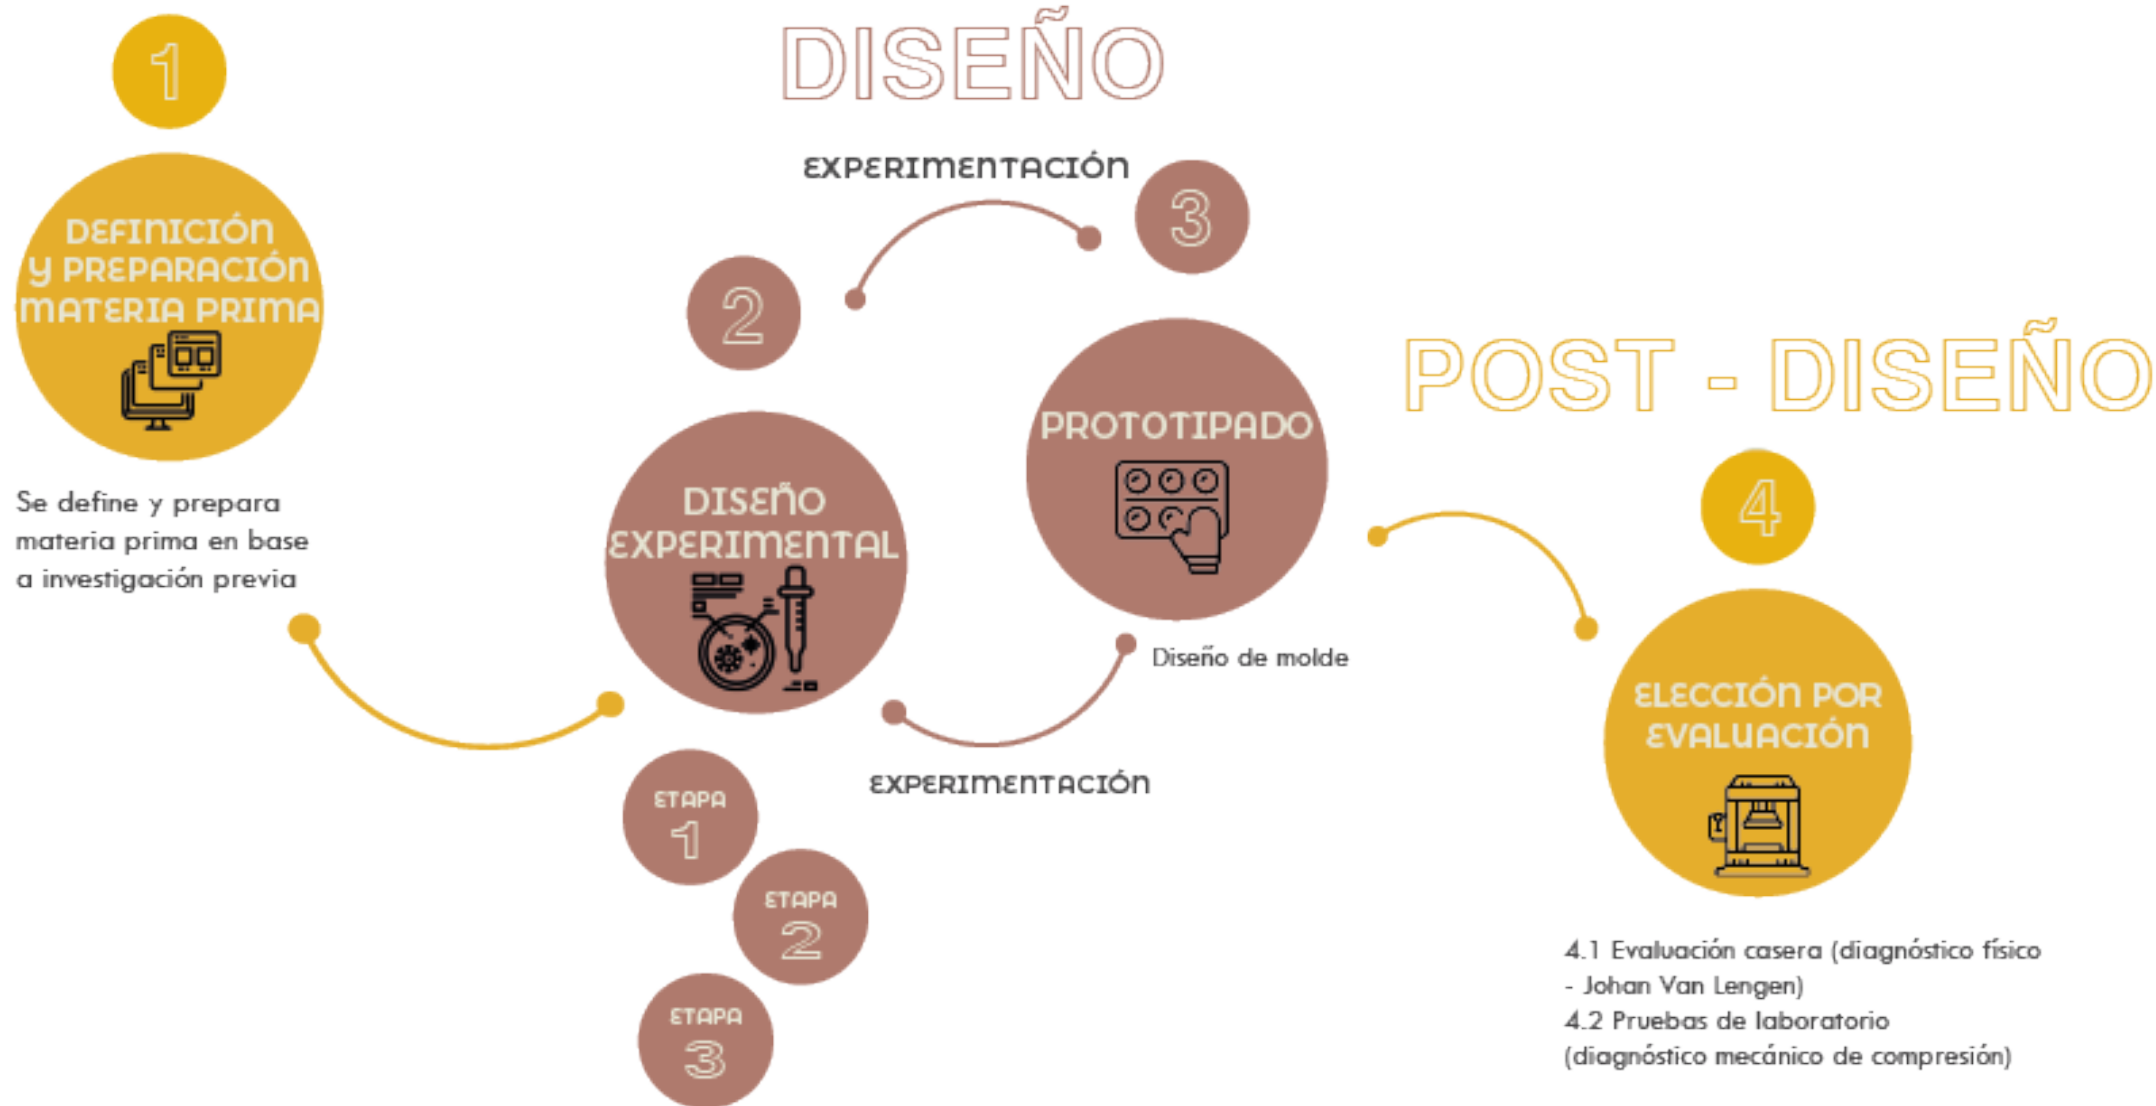 1
DEFINICIÓN
Y PREPARACIÓN
MATERIA PRIMA
Se define y prepara
materia prima en base
a investigación previa
DISEÑO
EXPERIMENTACIÓN
2
DISEÑO
EXPERIMENTAL
ETAPA
1
ETAPA
2
ETAPA
3
3
PROTOTIPADO
Diseño de molde
EXPERIMENTACIÓN
POST - DISEÑO
4
ELECCIÓN POR
EVALUACIÓN
4.1 Evaluación casera (diagnóstico físico
- Johan Van Lengen)
4.2 Pruebas de laboratorio
(diagnóstico mecánico de compresión)